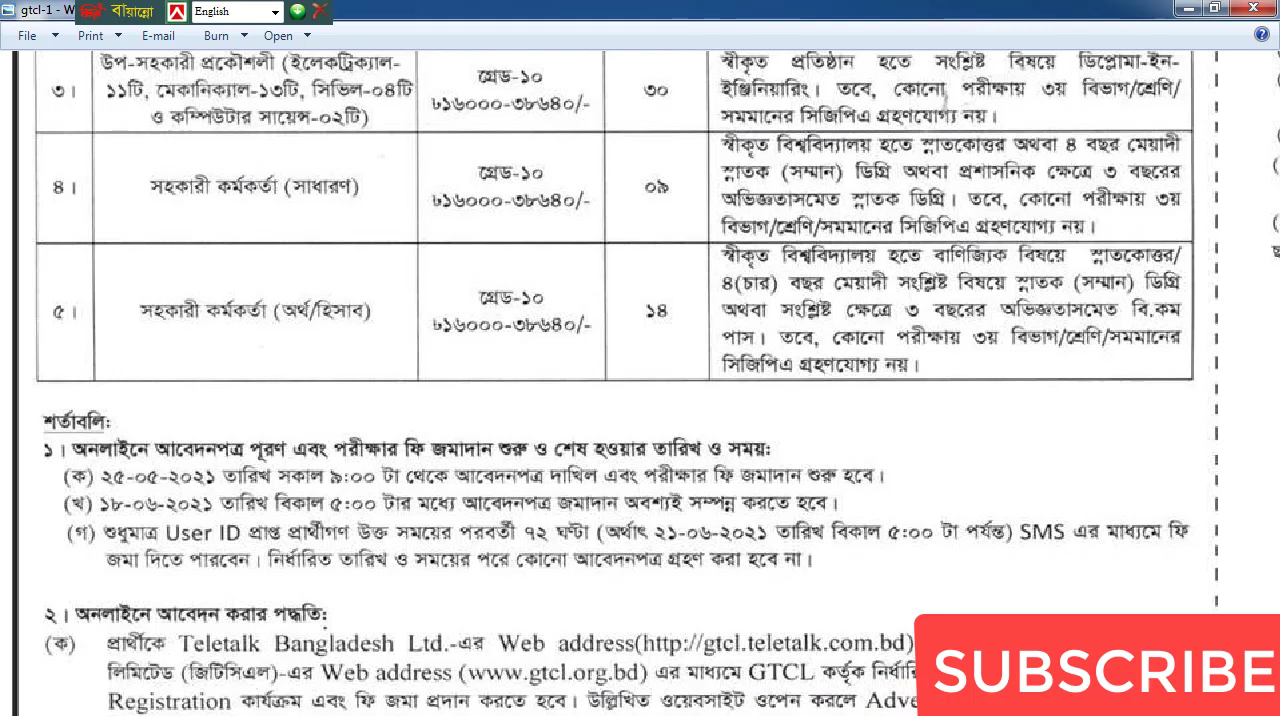 gtcl-1 - W
বায়ান্নো
English
File Print E-mail Burn Open
৩। উপ-সহকারী প্রকৌশলী (ইলেকট্রিক্যাল-১১টি, মেকানিক্যাল-১৩টি, সিভিল-০৪টি ও কম্পিউটার সায়েন্স-০২টি) গ্রেড-১০ ৳১৬০০০-৩৮৬৪০/- ৩০ স্বীকৃত প্রতিষ্ঠান হতে সংশ্লিষ্ট বিষয়ে ডিপ্লোমা-ইন-
ইঞ্জিনিয়ারিং। তবে, কোনো পরীক্ষায় ৩য় বিভাগ/শ্রেণি/
সমমানের সিজিপিএ গ্রহণযোগ্য নয়।
৪। সহকারী কর্মকর্তা (সাধারণ) গ্রেড-১০ ৳১৬০০০-৩৮৬৪০/- ০৯ স্বীকৃত বিশ্ববিদ্যালয় হতে স্নাতকোত্তর অথবা ৪ বছর মেয়াদী
স্নাতক (সম্মান) ডিগ্রি অথবা প্রশাসনিক ক্ষেত্রে ৩ বছরের
অভিজ্ঞতাসমেত স্নাতক ডিগ্রি। তবে, কোনো পরীক্ষায় ৩য়
বিভাগ/শ্রেণি/সমমানের সিজিপিএ গ্রহণযোগ্য নয়।
৫। সহকারী কর্মকর্তা (অর্থ/হিসাব) গ্রেড-১০ ৳১৬০০০-৩৮৬৪০/- ১৪ স্বীকৃত বিশ্ববিদ্যালয় হতে বাণিজ্যিক বিষয়ে স্নাতকোত্তর/
৪(চার) বছর মেয়াদী সংশ্লিষ্ট বিষয়ে স্নাতক (সম্মান) ডিগ্রি
অথবা সংশ্লিষ্ট ক্ষেত্রে ৩ বছরের অভিজ্ঞতাসমেত বি.কম
পাস। তবে, কোনো পরীক্ষায় ৩য় বিভাগ/শ্রেণি/সমমানের
সিজিপিএ গ্রহণযোগ্য নয়।
শর্তাবলি:
১। অনলাইনে আবেদনপত্র পূরণ এবং পরীক্ষার ফি জমাদান শুরু ও শেষ হওয়ার তারিখ ও সময়:
(ক) ২৫-০৫-২০২১ তারিখ সকাল ৯:০০ টা থেকে আবেদনপত্র দাখিল এবং পরীক্ষার ফি জমাদান শুরু হবে।
(খ) ১৮-০৬-২০২১ তারিখ বিকাল ৫:০০ টার মধ্যে আবেদনপত্র জমাদান অবশ্যই সম্পন্ন করতে হবে।
(গ) শুধুমাত্র User ID প্রাপ্ত প্রার্থীগণ উক্ত সময়ের পরবর্তী ৭২ ঘণ্টা (অর্থাৎ ২১-০৬-২০২১ তারিখ বিকাল ৫:০০ টা পর্যন্ত) SMS এর মাধ্যমে ফি
জমা দিতে পারবেন। নির্ধারিত তারিখ ও সময়ের পরে কোনো আবেদনপত্র গ্রহণ করা হবে না।
২। অনলাইনে আবেদন করার পদ্ধতি:
(ক) প্রার্থীকে Teletalk Bangladesh Ltd.-এর Web address(http://gtcl.teletalk.com.bd)
লিমিটেড (জিটিসিএল)-এর Web address (www.gtcl.org.bd) এর মাধ্যমে GTCL কর্তৃক নির্ধারি
Registration কার্যক্রম এবং ফি জমা প্রদান করতে হবে। উল্লিখিত ওয়েবসাইট ওপেন করলে Adve
SUBSCRIBE